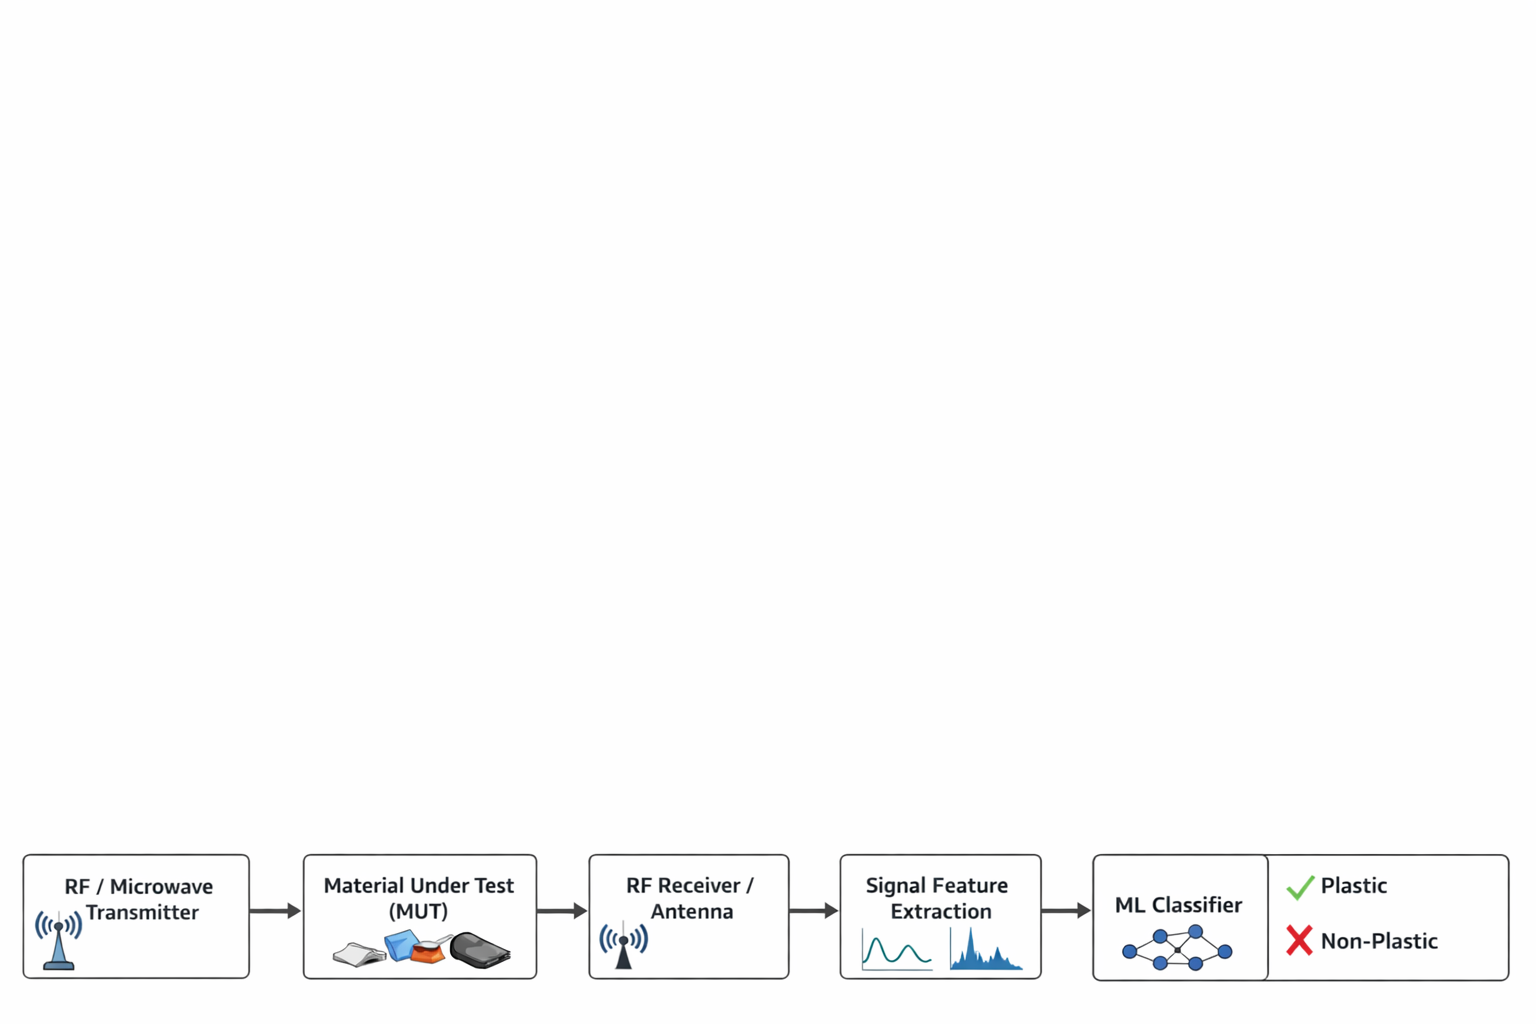 RF / Microwave
Transmitter
Material Under Test
(MUT)
RF Receiver /
Antenna
Signal Feature
Extraction
ML Classifier
Plastic
Non-Plastic